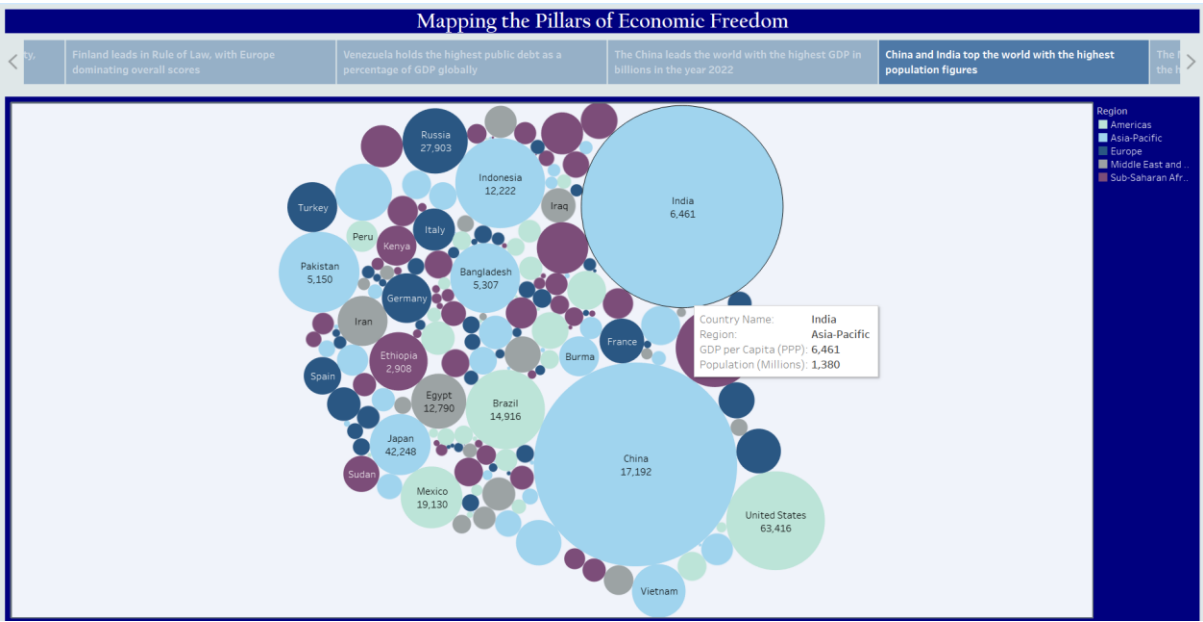 Mapping the Pillars of Economic Freedom
ty,
Finland leads in Rule of Law, with Europe
dominating overall scores
Venezuela holds the highest public debt as a
percentage of GDP globally
The China leads the world with the highest GDP in
billions in the year 2022
China and India top the world with the highest
population figures
The
the h
Region
Americas
Asia-Pacific
Europe
Middle East and ..
Sub-Saharan Afr..
Russia
27,903
Indonesia
12,222
India
6,461
Turkey
Iraq
Peru
Italy
Kenya
Pakistan
5,150
Bangladesh
5,307
Germany
Iran
Country Name: India
Region: Asia-Pacific
GDP per Capita (PPP): 6,461
Population (Millions): 1,380
France
Burma
Ethiopia
2,908
Spain
Egypt
12,790
Brazil
14,916
Japan
42,248
China
17,192
Sudan
Mexico
19,130
United States
63,416
Vietnam